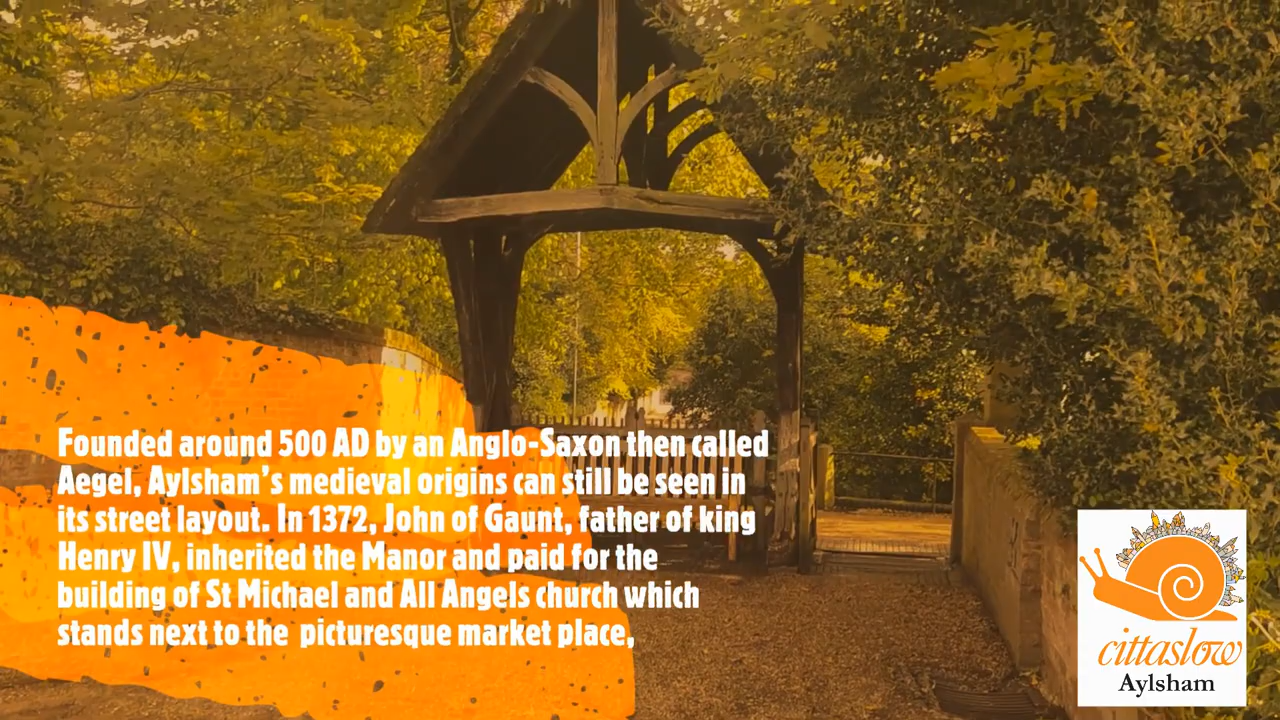 Founded around 500 AD by an Anglo-Saxon then called
Aegel, Aylsham's medieval origins can still be seen in
its street layout. In 1372, John of Gaunt, father of king
Henry IV, inherited the Manor and paid for the
building of St Michael and All Angels church which
stands next to the picturesque market place,
cittaslow
Aylsham